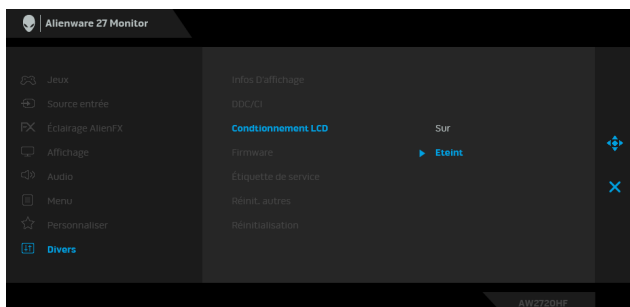 Alienware 27 Monitor
Jeux
Infos D'affichage
Source entrée
DDC/CI
FX Éclairage AlienFX
Condtionnement LCD
Sur
Affichage
Firmware
Eteint
Audio
Étiquette de service
Menu
Réinit. autres
Personnaliser
Réinitialisation
Divers
AW2720HF